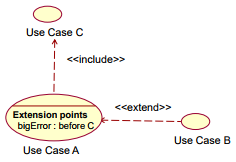 Use Case C
<<include>>
Extension points
bigError : before C
<<extend>>
Use Case A
Use Case B